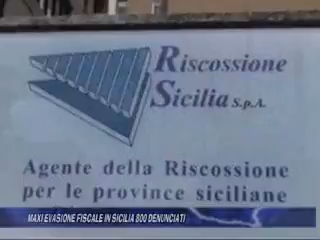 Riscossione
Sicilia S.p.A.
Agente della Riscossione
per le province siciliane
MAXI EVASIONE FISCALE IN SICILIA 800 DENUNCIATI